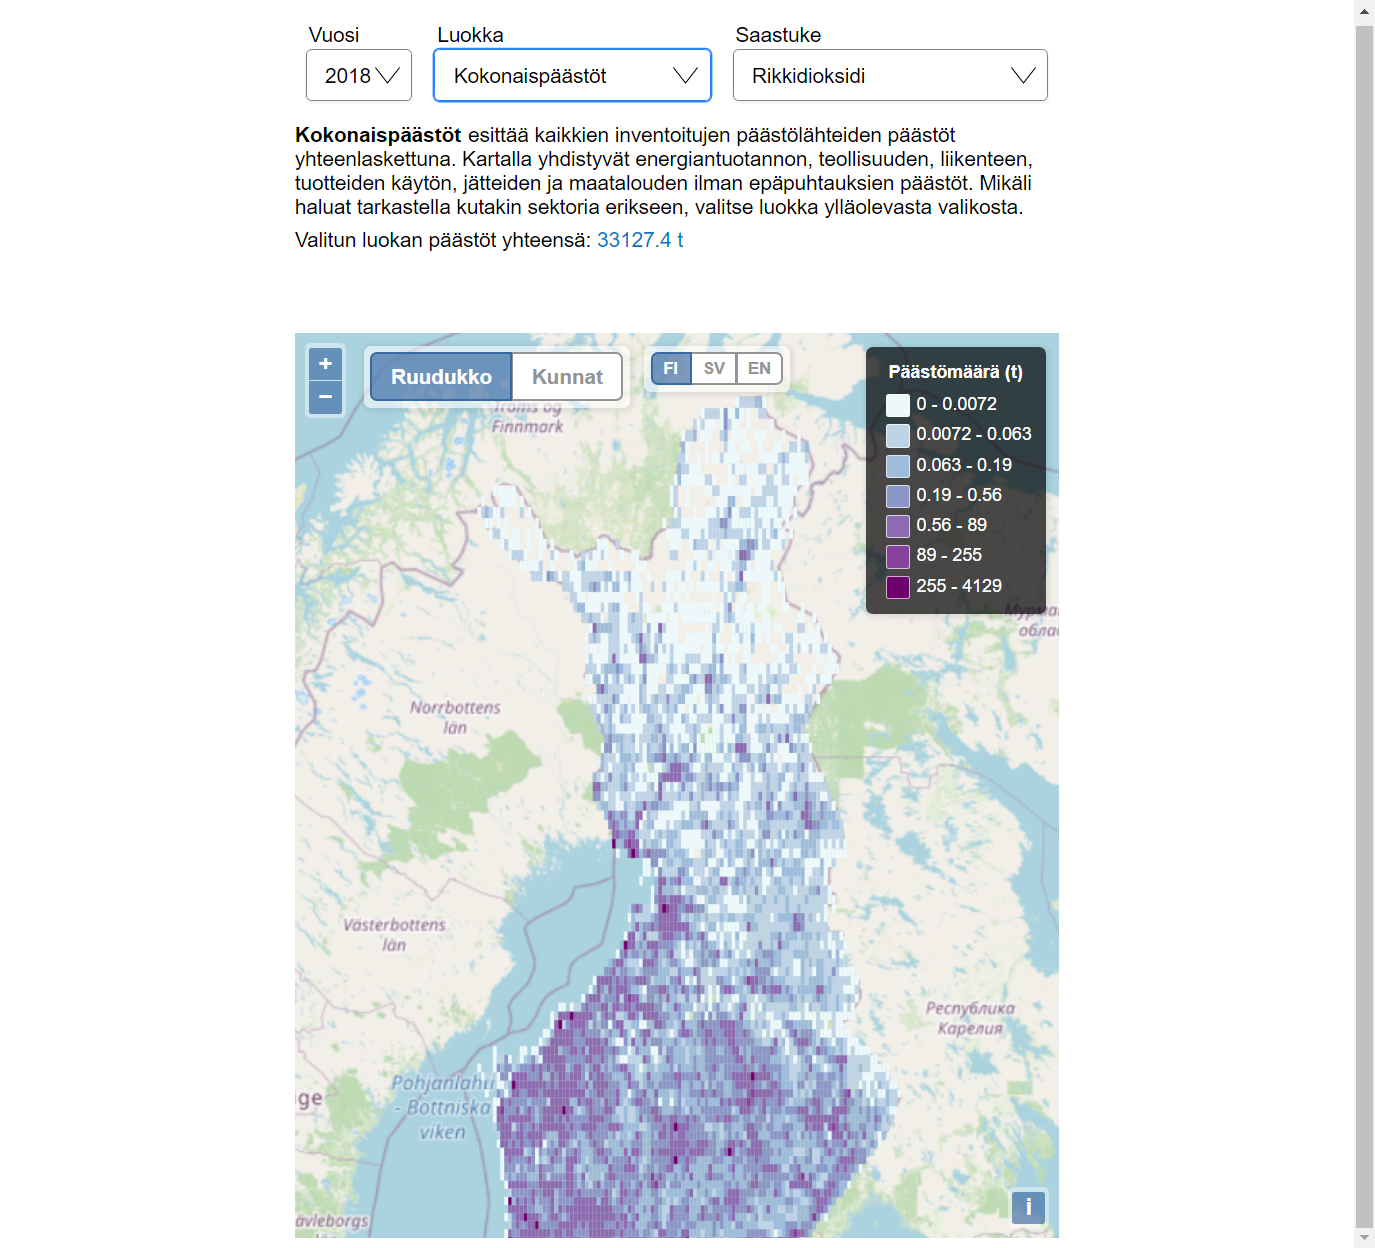 Vuosi
Luokka
Saastuke
2018
Kokonaispäästöt
Rikkidioksidi
Kokonaispäästöt esittää kaikkien inventoitujen päästölähteiden päästöt
yhteenlaskettuna. Kartalla yhdistyvät energiantuotannon, teollisuuden, liikenteen,
tuotteiden käytön, jätteiden ja maatalouden ilman epäpuhtauksien päästöt. Mikäli
haluat tarkastella kutakin sektoria erikseen, valitse luokka ylläolevasta valikosta.
Valitun luokan päästöt yhteensä: 33127.4 t
+
−
Ruudukko
Kunnat
FI
SV
EN
Päästömäärä (t)
0 - 0.0072
0.0072 - 0.063
0.063 - 0.19
0.19 - 0.56
0.56 - 89
89 - 255
255 - 4129
Troms og
Finnmark
Norrbottens
län
Västerbottens
län
Республика
Карелия
Pohjanlahti
- Bottniska
viken
i